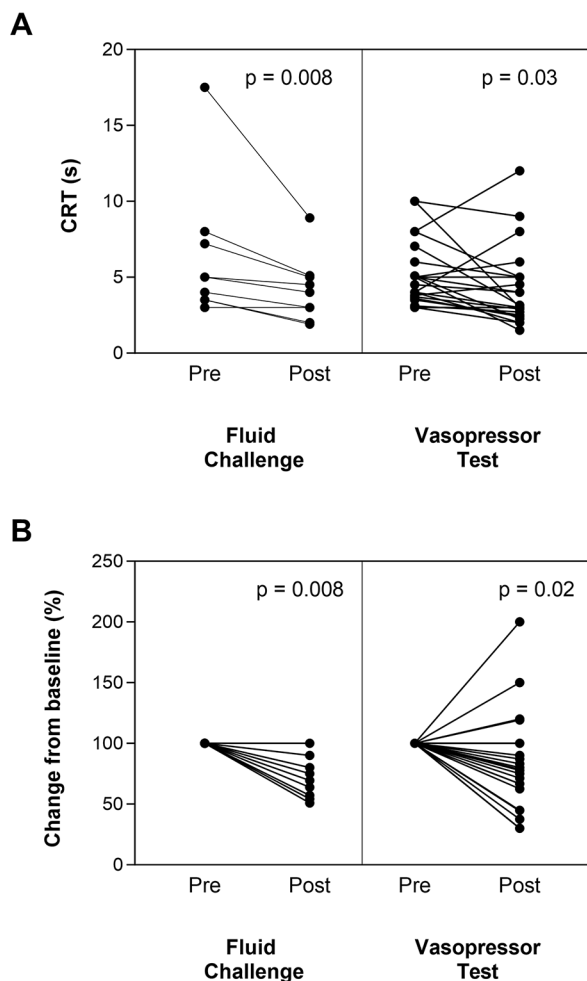 A
CRT (s)
20
15
10
5
0
p = 0.008
p = 0.03
Pre
Post
Pre
Post
Fluid
Challenge
Vasopressor
Test
B
Change from baseline (%)
250
200
150
100
50
0
p = 0.008
p = 0.02
Pre
Post
Pre
Post
Fluid
Challenge
Vasopressor
Test